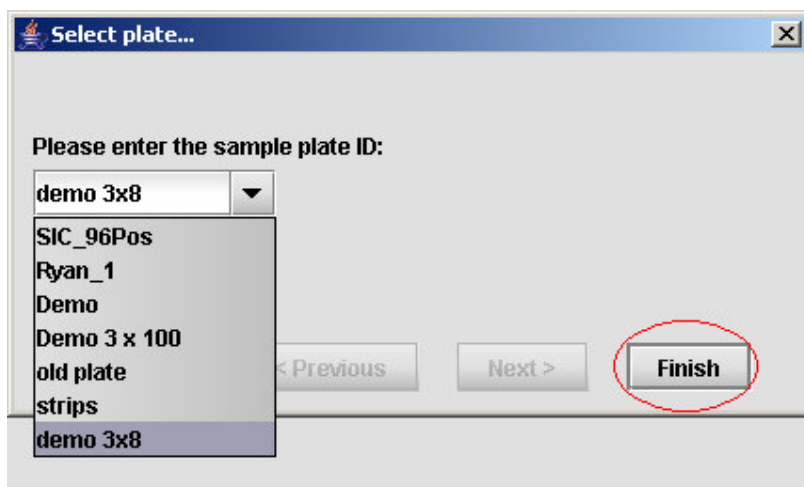 Select plate...
Please enter the sample plate ID:
demo 3x8
SIC_96Pos
Ryan_1
Demo
Demo 3 x 100
old plate
strips
demo 3x8
< Previous
Next >
Finish